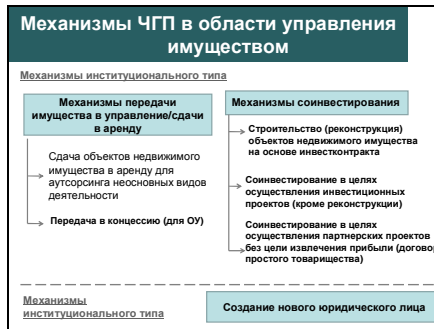 Механизмы ЧГП в области управления
имуществом
Механизмы институционального типа
Механизмы передачи
имущества в управление/сдачи
в аренду
Сдача объектов недвижимого
имущества в аренду для
аутсорсинга неосновных видов
деятельности
Передача в концессию (для ОУ)
Механизмы соинвестирования
Строительство (реконструкция)
объектов недвижимого имущества
на основе инвестконтракта
Соинвестирование в целях
осуществления инвестиционных
проектов (кроме реконструкции)
Соинвестирование в целях
осуществления партнерских проектов
без цели извлечения прибыли (договор
простого товарищества)
Механизмы
институционального типа
Создание нового юридического лица